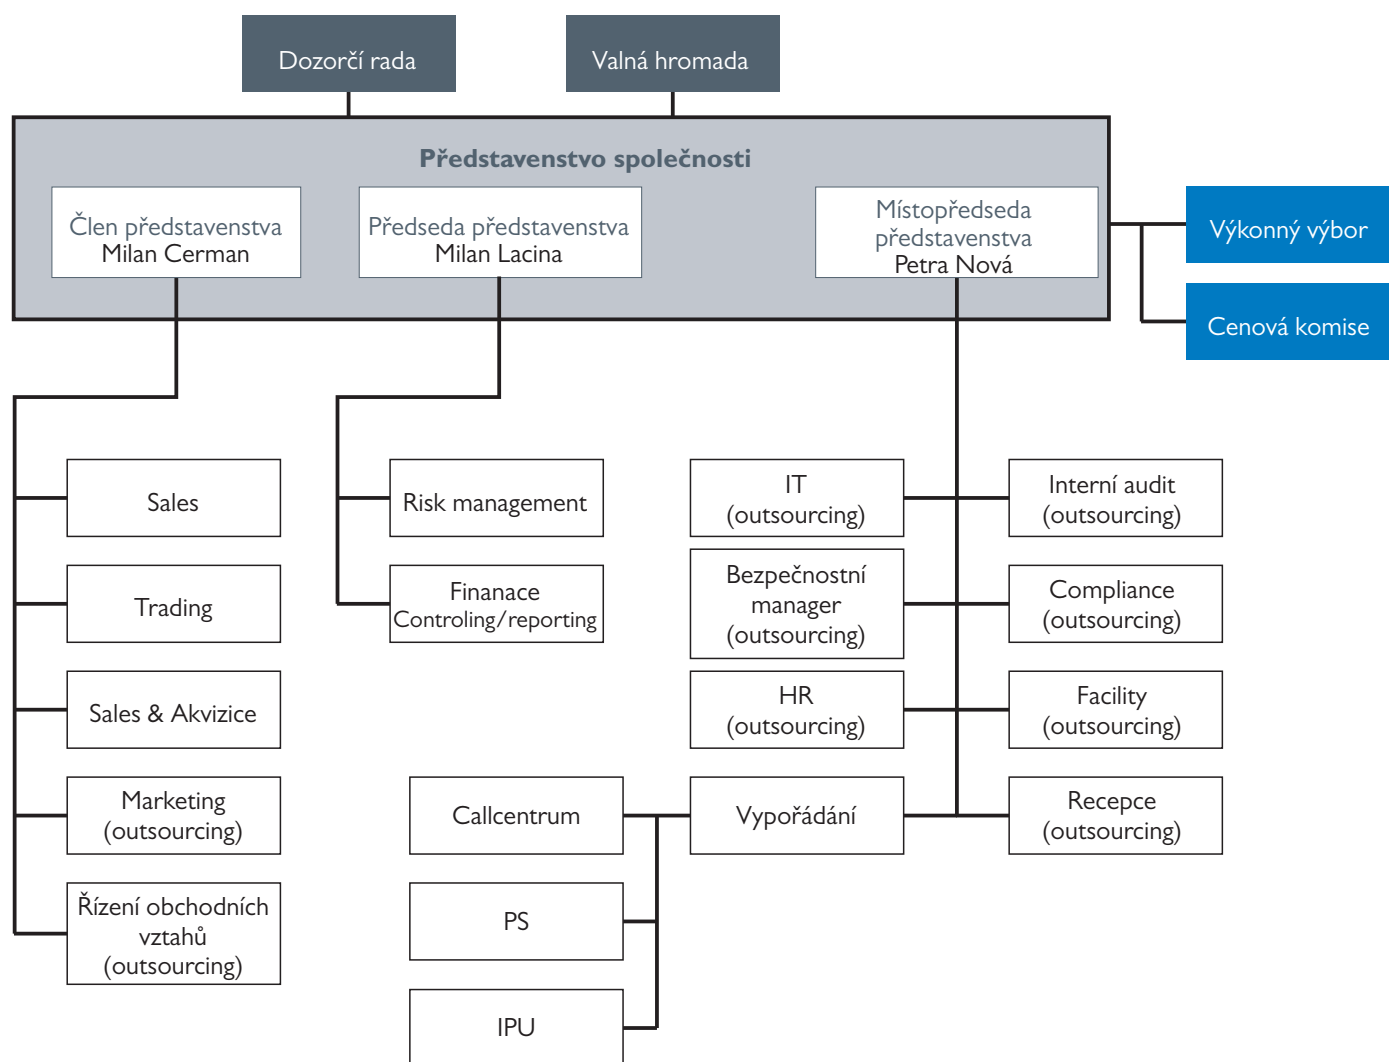 Dozorčí rada
Valná hromada
Představenstvo společnosti
Člen představenstva
Milan Cerman
Předseda představenstva
Milan Lacina
Místopředseda
představenstva
Petra Nová
Výkonný výbor
Cenová komise
Sales
Trading
Sales & Akvizice
Marketing
(outsourcing)
Řízení obchodních
vztahů
(outsourcing)
Risk management
Finanace
Controling/reporting
IT
(outsourcing)
Bezpečnostní
manager
(outsourcing)
HR
(outsourcing)
Vypořádání
Callcentrum
PS
IPU
Interní audit
(outsourcing)
Compliance
(outsourcing)
Facility
(outsourcing)
Recepce
(outsourcing)